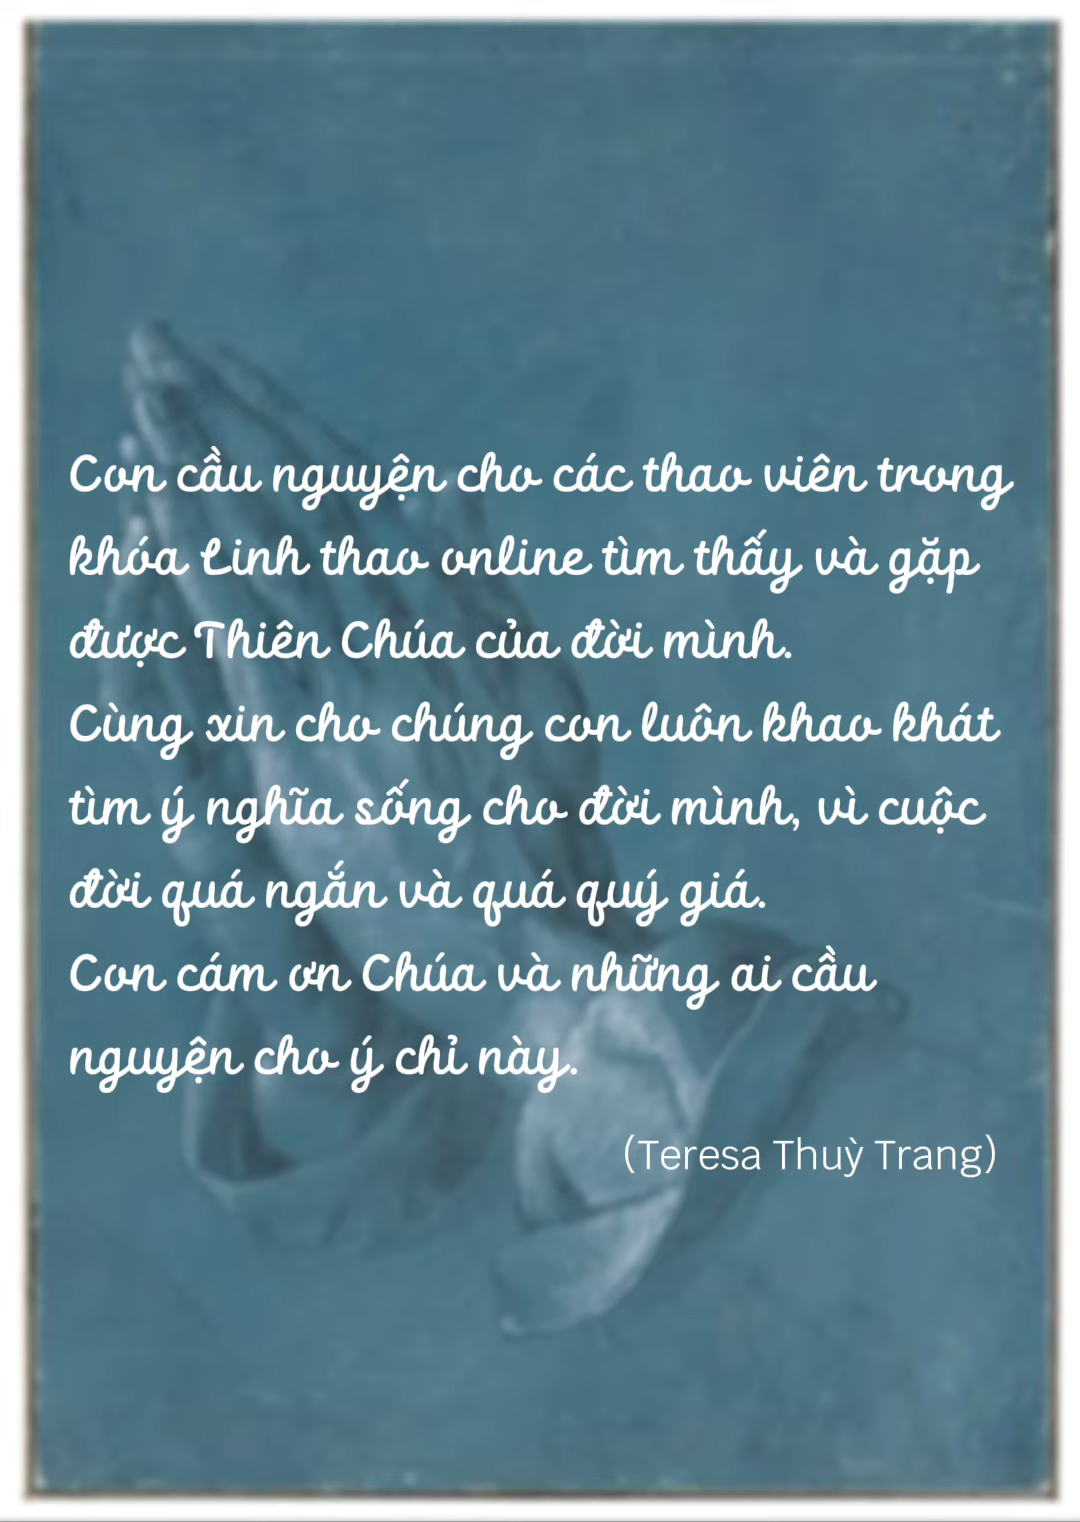 Con cầu nguyện cho các thao viên trong
khóa Linh thao online tìm thấy và gặp
được Thiên Chúa của đời mình.
Cùng xin cho chúng con luôn khao khát
tìm ý nghĩa sống cho đời mình, vì cuộc
đời quá ngắn và quá quý giá.
Con cám ơn Chúa và những ai cầu
nguyện cho ý chỉ này.
(Teresa Thuỳ Trang)